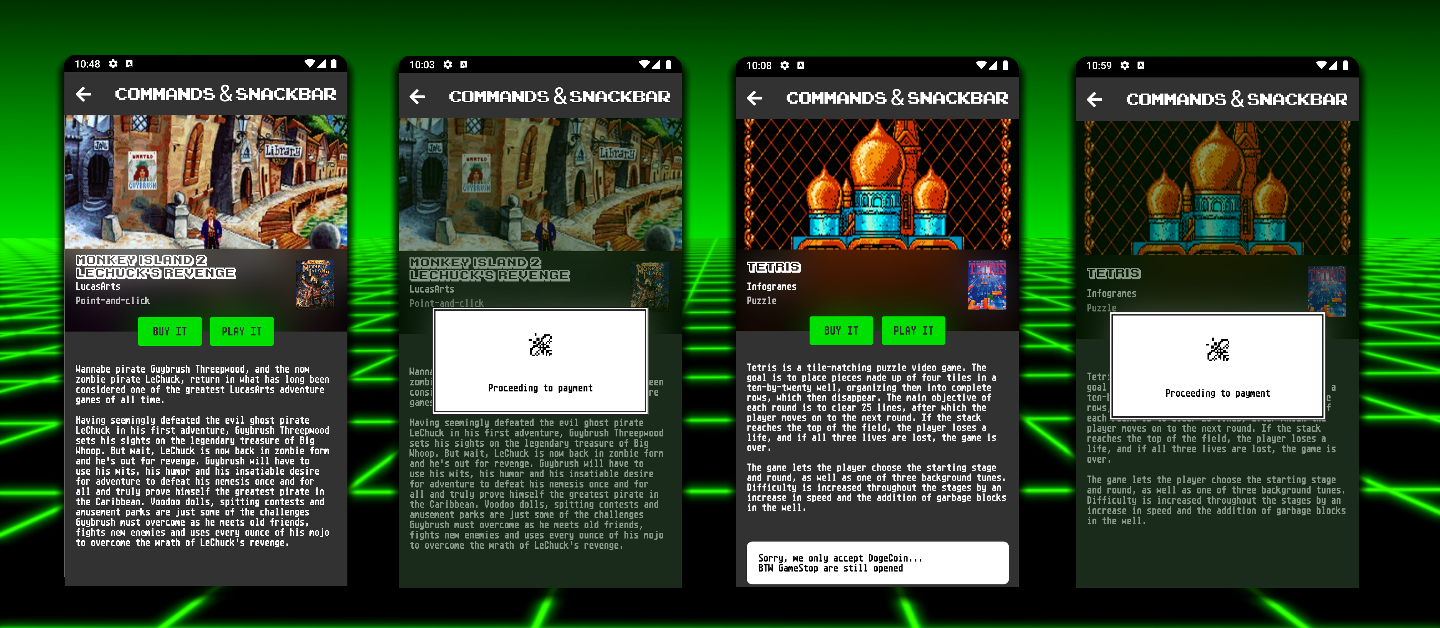 10:48
COMMANDS & SNACKBAR
JAIL
WANTED
GUYBRUSH
Library
MONKEY ISLAND 2
LECHUCK'S REVENGE
LucasArts
Point-and-click
BUY IT
PLAY IT
Wannabe pirate Guybrush Threepwood, and the now
zombie pirate LeChuck, return in what has long been
considered one of the greatest LucasArts adventure
games of all time.
Having seemingly defeated the evil ghost pirate
LeChuck in his first adventure, Guybrush Threepwood
sets his sights on the legendary treasure of Big
Whoop. But wait, LeChuck is now back in zombie form
and he's out for revenge. Guybrush will have to
use his wits, his humor and his insatiable desire
for adventure to defeat his nemesis once and for
all and truly prove himself the greatest pirate in
the Caribbean. Voodoo dolls, spitting contests and
amusement parks are just some of the challenges
Guybrush must overcome as he meets old friends,
fights new enemies and uses every ounce of his mojo
to overcome the wrath of LeChuck's revenge.
10:03
COMMANDS & SNACKBAR
JAIL
WANTED
GUYBRUSH
Library
MONKEY ISLAND 2
LECHUCK'S REVENGE
LucasArts
Point-and-click
Proceeding to payment
Having seemingly defeated the evil ghost pirate
LeChuck in his first adventure, Guybrush Threepwood
sets his sights on the legendary treasure of Big
Whoop. But wait, LeChuck is now back in zombie form
and he's out for revenge. Guybrush will have to
use his wits, his humor and his insatiable desire
for adventure to defeat his nemesis once and for
all and truly prove himself the greatest pirate in
the Caribbean. Voodoo dolls, spitting contests and
amusement parks are just some of the challenges
Guybrush must overcome as he meets old friends,
fights new enemies and uses every ounce of his mojo
to overcome the wrath of LeChuck's revenge.
10:08
COMMANDS & SNACKBAR
TETRIS
Infogrames
Puzzle
TETRIS
BUY IT
PLAY IT
Tetris is a tile-matching puzzle video game. The
goal is to place pieces made up of four tiles in a
ten-by-twenty well, organizing them into complete
rows, which then disappear. The main objective of
each round is to clear 25 lines, after which the
player moves on to the next round. If the stack
reaches the top of the field, the player loses a
life, and if all three lives are lost, the game is
over.
The game lets the player choose the starting stage
and round, as well as one of three background tunes.
Difficulty is increased throughout the stages by an
increase in speed and the addition of garbage blocks
in the well.
Sorry, we only accept DogeCoin...
BTW GameStop are still opened
10:59
COMMANDS & SNACKBAR
TETRIS
Infogrames
Puzzle
TETRIS
Proceeding to payment
player moves on to the next round. If the stack
reaches the top of the field, the player loses a
life, and if all three lives are lost, the game is
over.
The game lets the player choose the starting stage
and round, as well as one of three background tunes.
Difficulty is increased throughout the stages by an
increase in speed and the addition of garbage blocks
in the well.